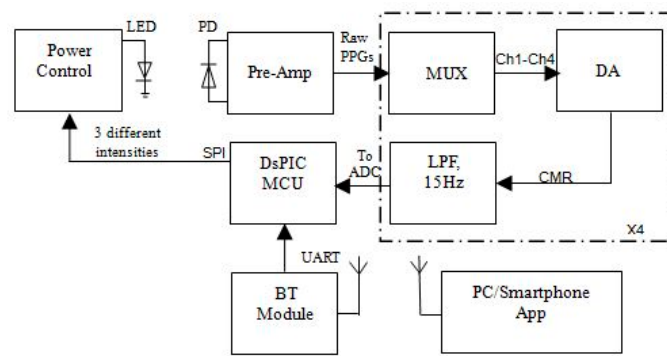 LED
PD
Power
Control
Pre-Amp
Raw
PPGs
MUX
Ch1-Ch4
DA
3 different
intensities
SPI
DsPIC
MCU
To
ADC
LPF,
15Hz
CMR
X4
UART
BT
Module
PC/Smartphone
App